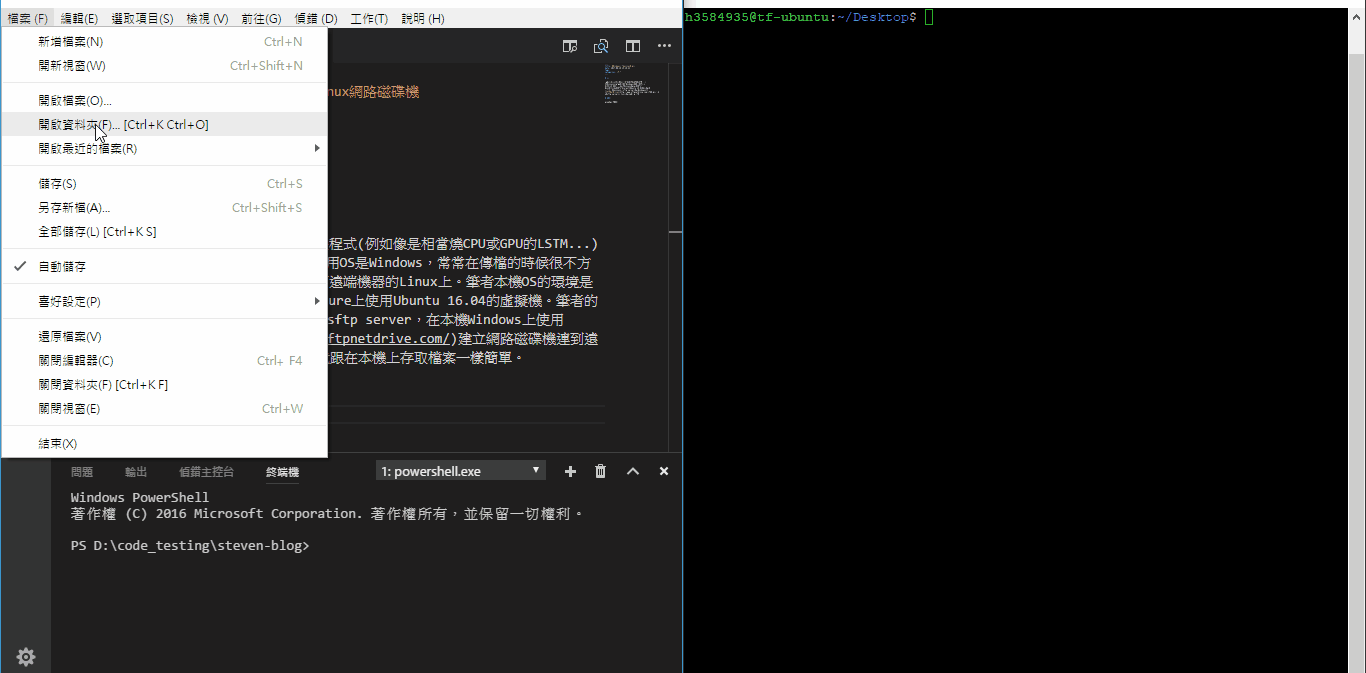 檔案 (F) 編輯(E) 選取項目(S) 檢視 (V) 前往(G) 偵錯 (D) 工作(T) 說明 (H)
新增檔案(N) Ctrl+N
開新視窗(W) Ctrl+Shift+N
開啟檔案(O)...
開啟資料夾(F)... [Ctrl+K Ctrl+O]
開啟最近的檔案(R)
儲存(S) Ctrl+S
另存新檔(A)... Ctrl+Shift+S
全部儲存(L) [Ctrl+K S]
自動儲存
喜好設定(P)
還原檔案(V)
關閉編輯器(C) Ctrl+ F4
關閉資料夾(F) [Ctrl+K F]
關閉視窗(E) Ctrl+W
結束(X)
nux網路磁碟機
程式(例如像是相當燒CPU或GPU的LSTM...)
用OS是Windows，常常在傳檔的時候很不方
遠端機器的Linux上。筆者本機OS的環境是
ure上使用Ubuntu 16.04的虛擬機。筆者的
sftp server，在本機Windows上使用
ftpnetdrive.com/)建立網路磁碟機連到遠
跟在本機上存取檔案一樣簡單。
問題 輸出 偵錯主控台 終端機 1: powershell.exe
Windows PowerShell
著作權 (C) 2016 Microsoft Corporation. 著作權所有，並保留一切權利。
PS D:\code_testing\steven-blog>
h3584935@tf-ubuntu:~/Desktop$